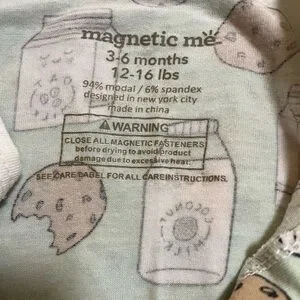 magnetic me
3-6 months
12-16 lbs
94% modal / 6% spandex
designed in new york city
made in china
⚠WARNING
CLOSE ALL MAGNETIC FASTENERS
before drying to avoid product
damage due to excessive heat.
SEE CARE LABEL FOR ALL CARE INSTRUCTIONS.
MILK